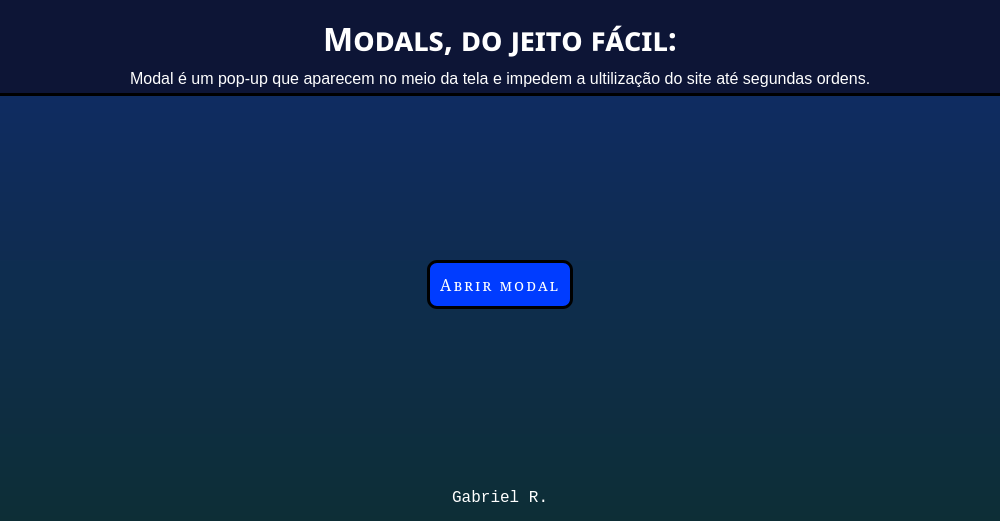 Modals, do jeito fácil:
Modal é um pop-up que aparecem no meio da tela e impedem a ultilização do site até segundas ordens.
Abrir modal
Gabriel R.